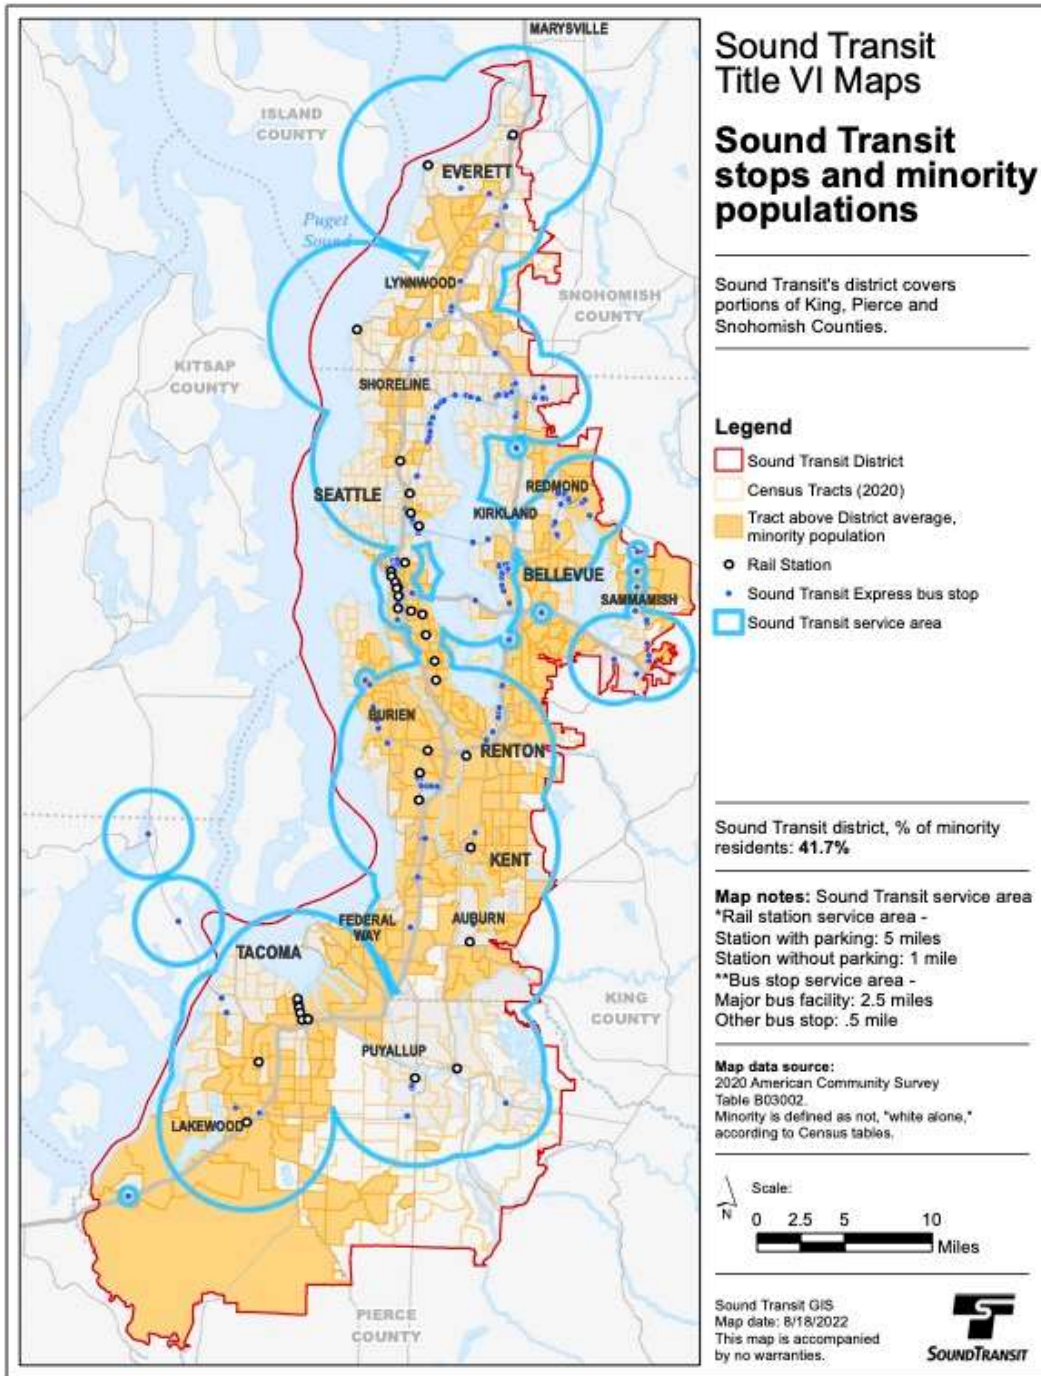 MARYSVILLE
ISLAND
COUNTY
EVERETT
Puget
Sound
LYNNWOOD
SNOHOMISH
COUNTY
KITSAP
COUNTY
SHORELINE
SEATTLE
REDMOND
KIRKLAND
BELLEVUE
SAMMAMISH
BURIEN
RENTON
KENT
FEDERAL
WAY
AUBURN
TACOMA
KING
COUNTY
PUYALLUP
LAKEWOOD
PIERCE
COUNTY
Sound Transit
Title VI Maps
Sound Transit
stops and minority
populations
Sound Transit's district covers
portions of King, Pierce and
Snohomish Counties.
Legend
Sound Transit District
Census Tracts (2020)
Tract above District average,
minority population
Rail Station
Sound Transit Express bus stop
Sound Transit service area
Sound Transit district, % of minority
residents: 41.7%
Map notes: Sound Transit service area
*Rail station service area -
Station with parking: 5 miles
Station without parking: 1 mile
**Bus stop service area -
Major bus facility: 2.5 miles
Other bus stop: .5 mile
Map data source:
2020 American Community Survey
Table B03002.
Minority is defined as not, "white alone,"
according to Census tables.
N
Scale:
0 2.5 5 10
Miles
Sound Transit GIS
Map date: 8/18/2022
This map is accompanied
by no warranties.
SOUNDTRANSIT